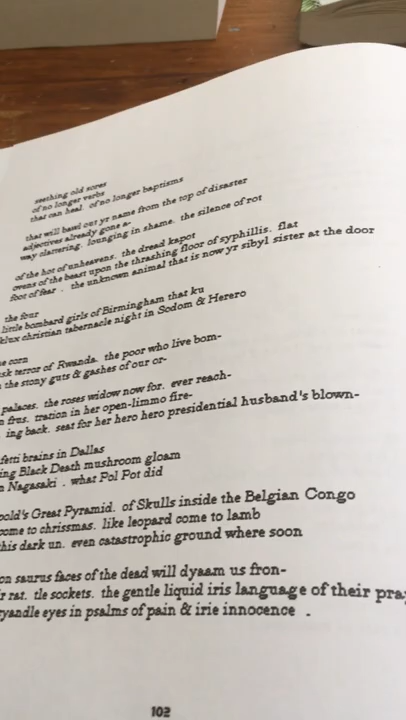 seething old sores
of no longer verbs
that can heal. of no longer baptisms
that will bawl out yr name from the top of disaster
adjectives already gone a-
way clattering. lounging in shame. the silence of rot
of the hot of unheavens. the dread kapot
ovens of the beast upon the thrashing floor of syphillis. flat
foot of fear . the unknown animal that is now yr sibyl sister at the door
the four
little bombard girls of Birmingham that ku
klux christian tabernacle night in Sodom & Herero
corn
terror of Rwanda. the poor who live bom-
the stony guts & gashes of our or-
palaces. the roses widow now for. ever reach-
frus. tration in her open-limmo fire-
ing back. seat for her hero hero presidential husband's blown-
fetti brains in Dallas
ing Black Death mushroom gloam
Nagasaki . what Pol Pot did
pold's Great Pyramid. of Skulls inside the Belgian Congo
come to chrissmas. like leopard come to lamb
this dark un. even catastrophic ground where soon
on saurus faces of the dead will dyaam us fron-
r rat. tle sockets. the gentle liquid iris language of their pra
yandle eyes in psalms of pain & irie innocence .
102